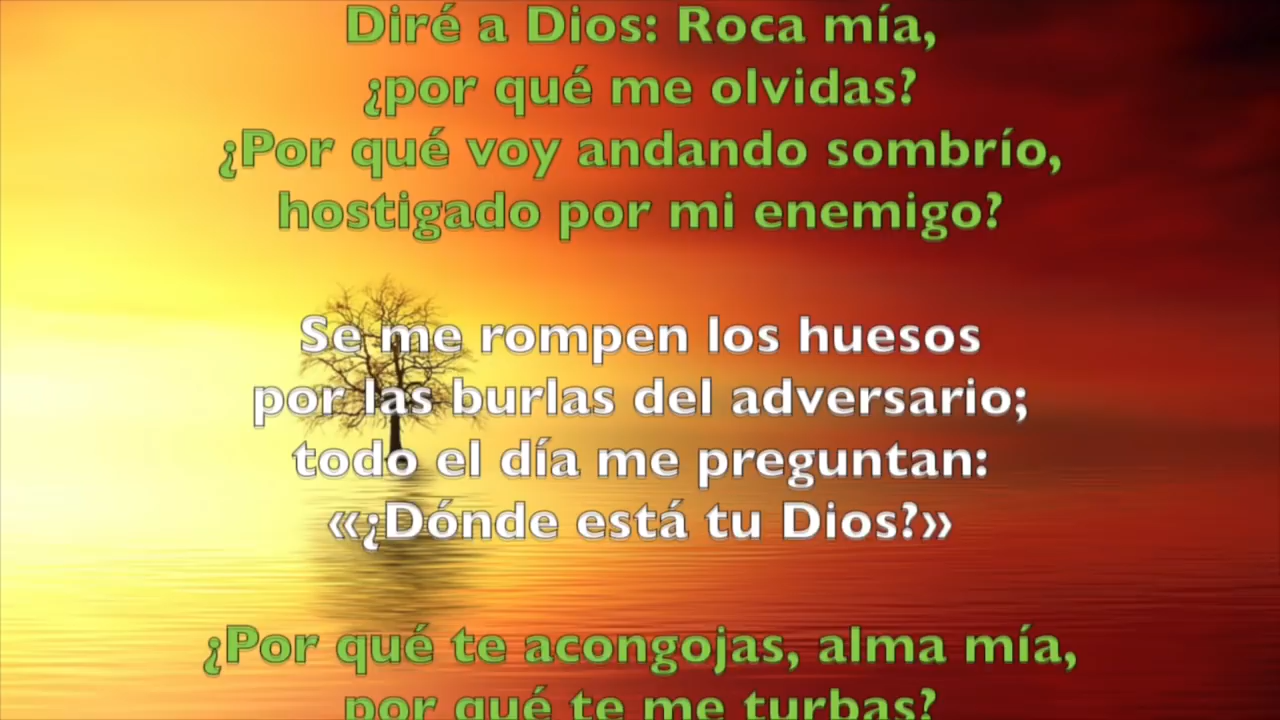 Diré a Dios: Roca mía,
¿por qué me olvidas?
¿Por qué voy andando sombrío,
hostigado por mi enemigo?
Se me rompen los huesos
por las burlas del adversario;
todo el día me preguntan:
«¿Dónde está tu Dios?»
¿Por qué te acongojas, alma mía,
por qué te me turbas?